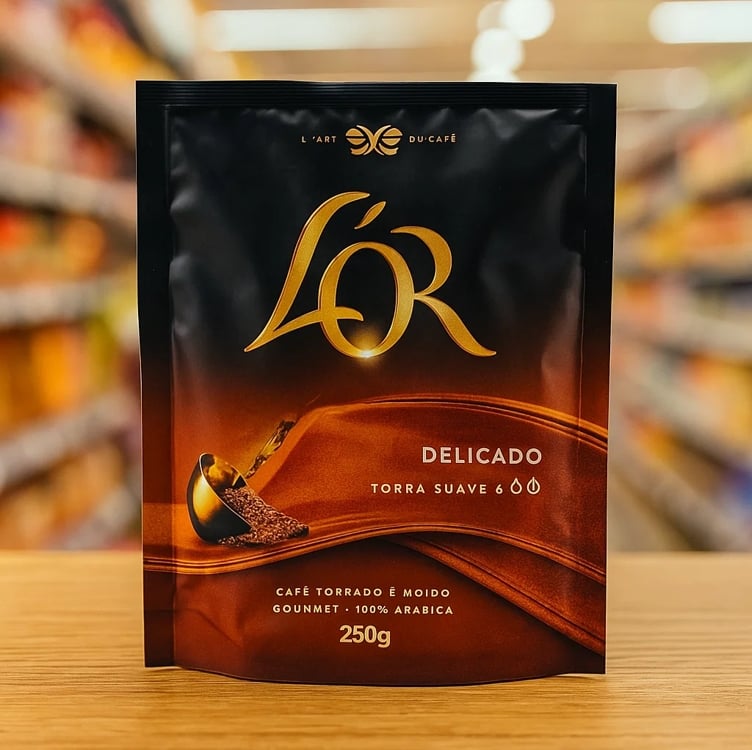 L'ART DU·CAFÉ
L'OR
DELICADO
TORRA SUAVE 6
CAFÉ TORRADO Ë MOIDO
GOUNMET · 100% ARABICA
250g